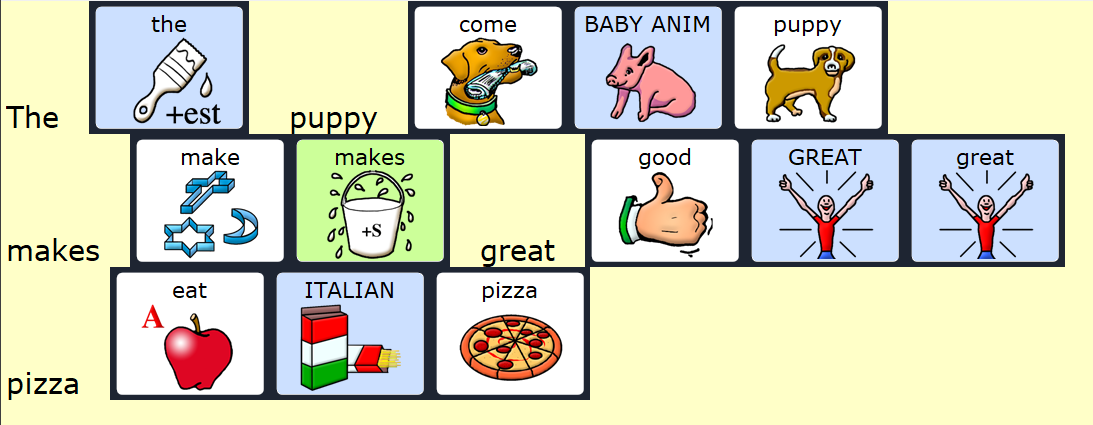 The the +est puppy come BABY ANIM puppy
makes make makes +S great good GREAT great
pizza eat A ITALIAN pizza